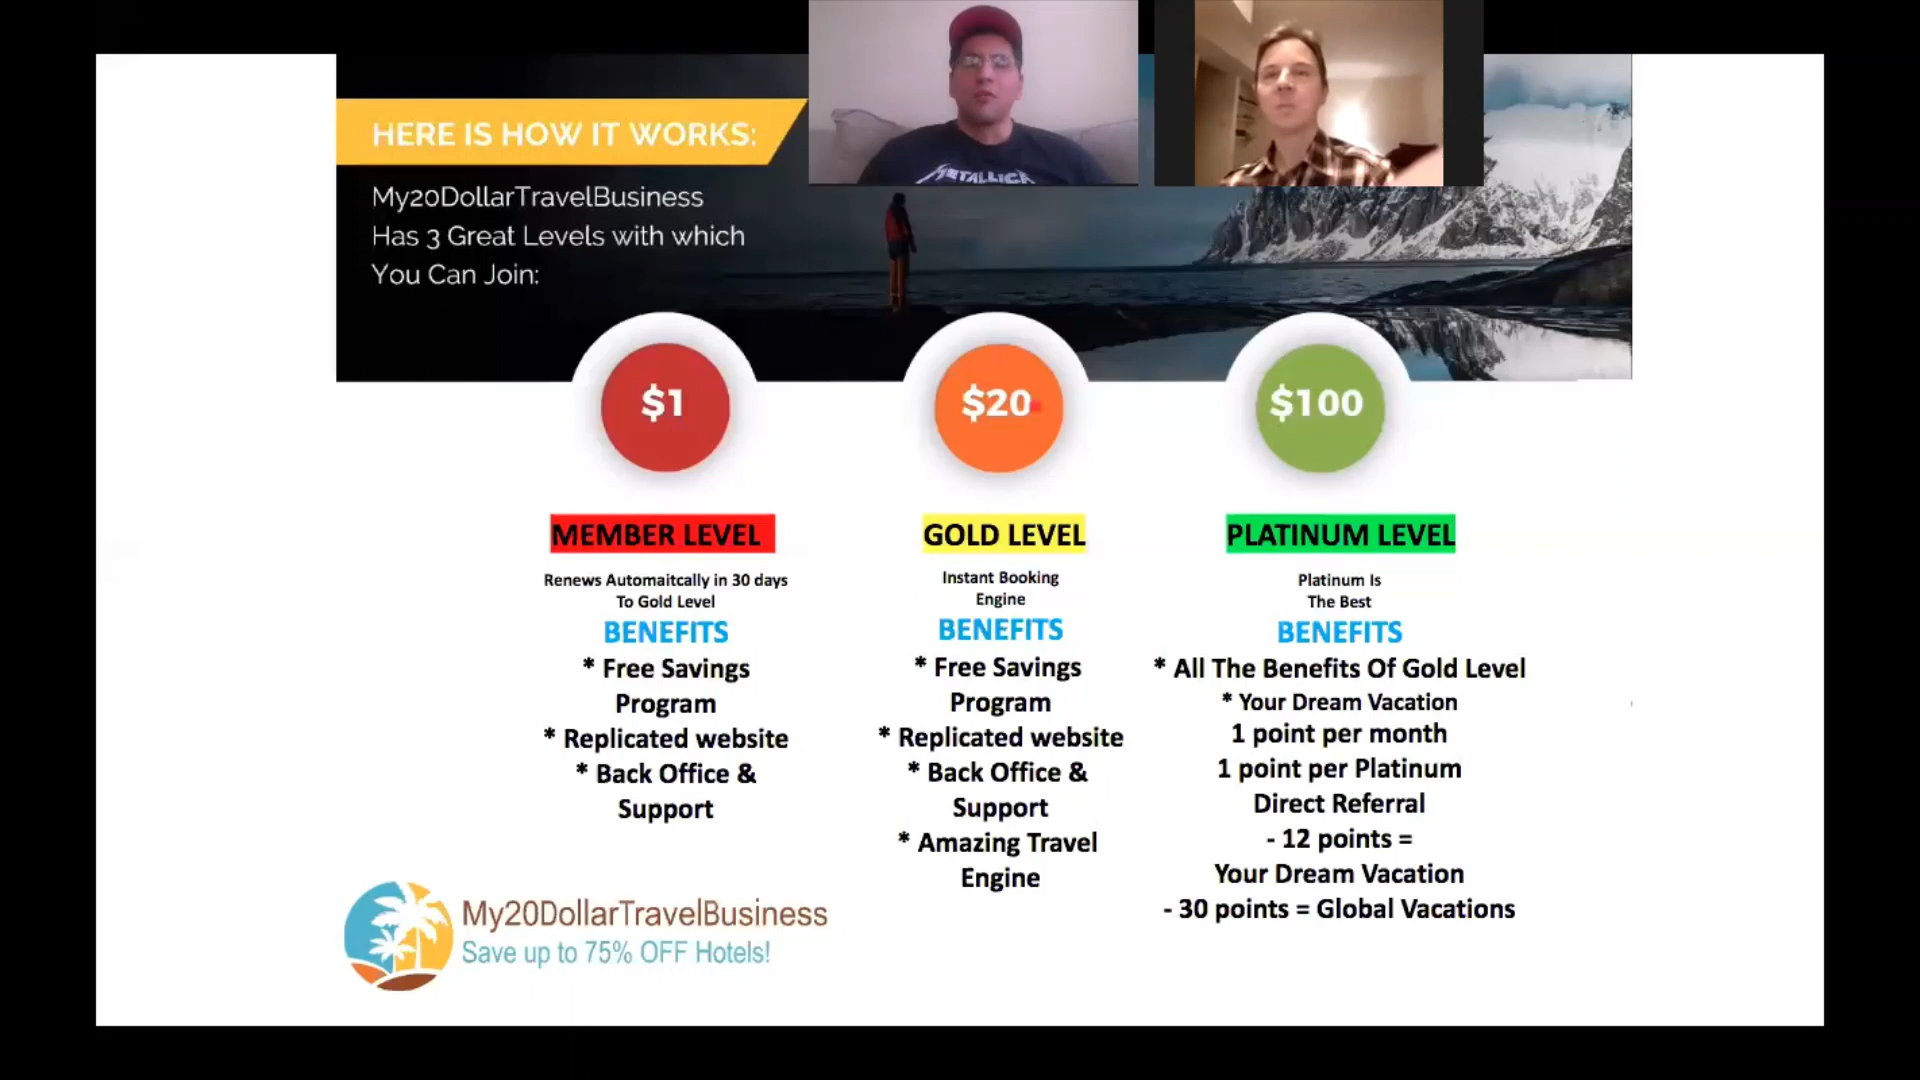 HERE IS HOW IT WORKS:
My20DollarTravelBusiness
Has 3 Great Levels with which
You Can Join:
METALLICA
$1
MEMBER LEVEL
Renews Automaitcally in 30 days
To Gold Level
BENEFITS
* Free Savings
Program
* Replicated website
* Back Office &
Support
$20
GOLD LEVEL
Instant Booking
Engine
BENEFITS
* Free Savings
Program
* Replicated website
* Back Office &
Support
* Amazing Travel
Engine
$100
PLATINUM LEVEL
Platinum Is
The Best
BENEFITS
* All The Benefits Of Gold Level
* Your Dream Vacation
1 point per month
1 point per Platinum
Direct Referral
- 12 points =
Your Dream Vacation
- 30 points = Global Vacations
My20DollarTravelBusiness
Save up to 75% OFF Hotels!